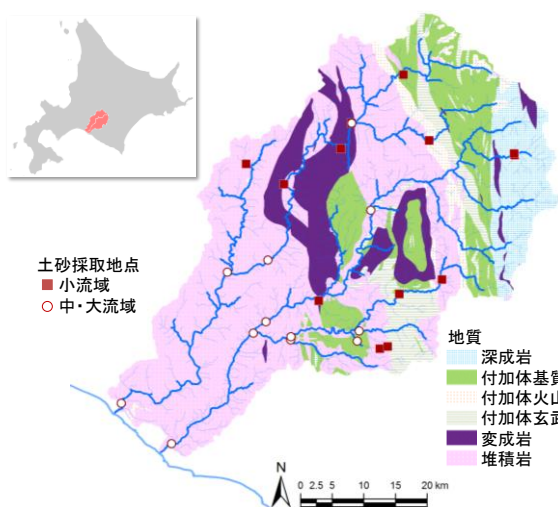 土砂採取地点
小流域
中・大流域
地質
深成岩
付加体基質
付加体火山
付加体玄武
変成岩
堆積岩
N
0 2.5 5 10 15 20 km